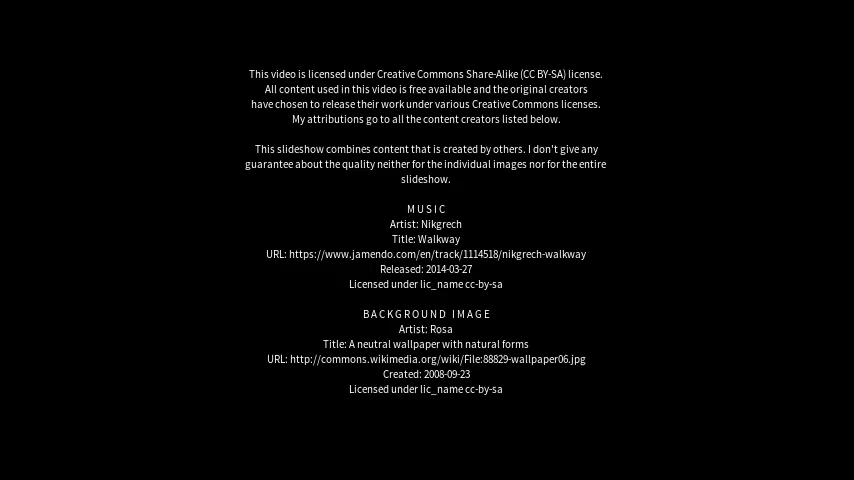 This video is licensed under Creative Commons Share-Alike (CC BY-SA) license.
All content used in this video is free available and the original creators
have chosen to release their work under various Creative Commons licenses.
My attributions go to all the content creators listed below.
This slideshow combines content that is created by others. I don't give any
guarantee about the quality neither for the individual images nor for the entire
slideshow.
MUSIC
Artist: Nikgrech
Title: Walkway
URL: https://www.jamendo.com/en/track/1114518/nikgrech-walkway
Released: 2014-03-27
Licensed under lic_name cc-by-sa
BACKGROUND IMAGE
Artist: Rosa
Title: A neutral wallpaper with natural forms
URL: http://commons.wikimedia.org/wiki/File:88829-wallpaper06.jpg
Created: 2008-09-23
Licensed under lic_name cc-by-sa